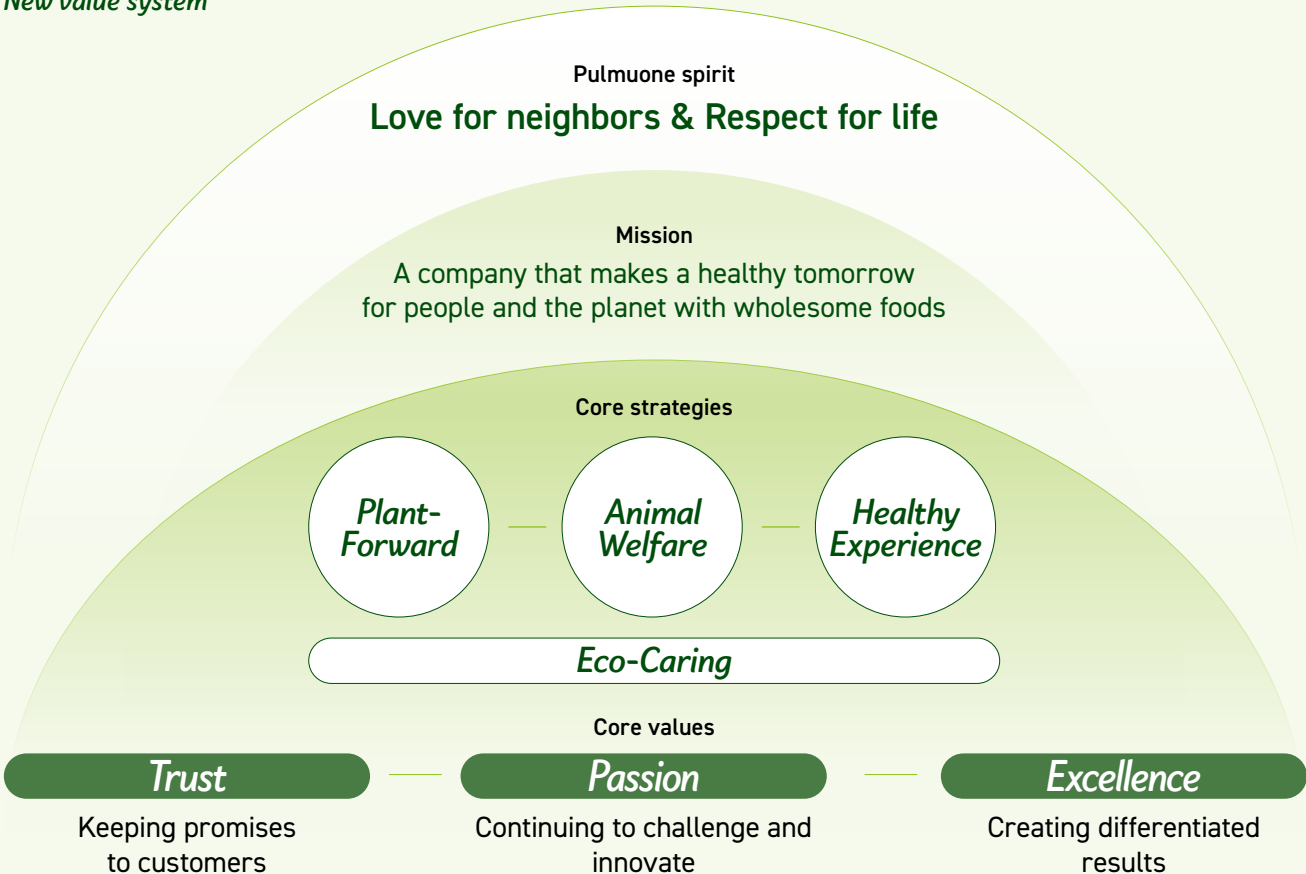 New value system
Pulmuone spirit
Love for neighbors & Respect for life
Mission
A company that makes a healthy tomorrow
for people and the planet with wholesome foods
Core strategies
Plant-
Forward
Animal
Welfare
Healthy
Experience
Eco-Caring
Core values
Trust
Keeping promises
to customers
Passion
Continuing to challenge and
innovate
Excellence
Creating differentiated
results